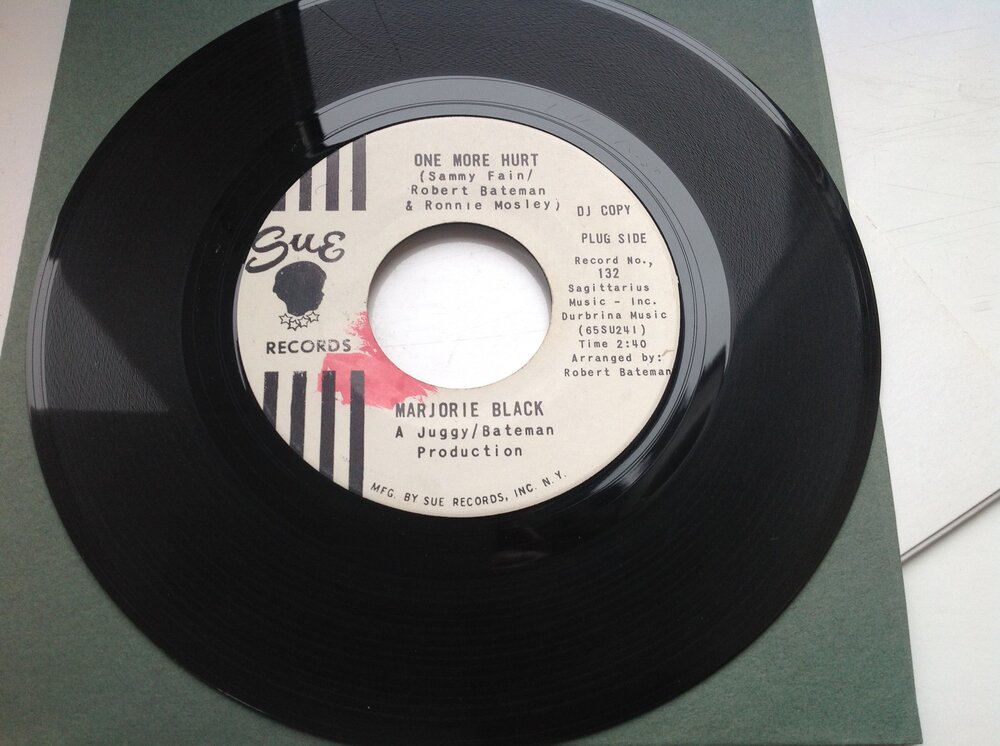 ONE MORE HURT
(Sammy Fain/
Robert Bateman
& Ronnie Mosley)
DJ COPY
PLUG SIDE
Record No.,
132
Sagittarius
Music - Inc.
Durbrina Music
(65SU241)
Time 2:40
Arranged by:
Robert Bateman
Sue
RECORDS
MARJORIE BLACK
A Juggy/Bateman
Production
MFG. BY SUE RECORDS, INC. N.Y.